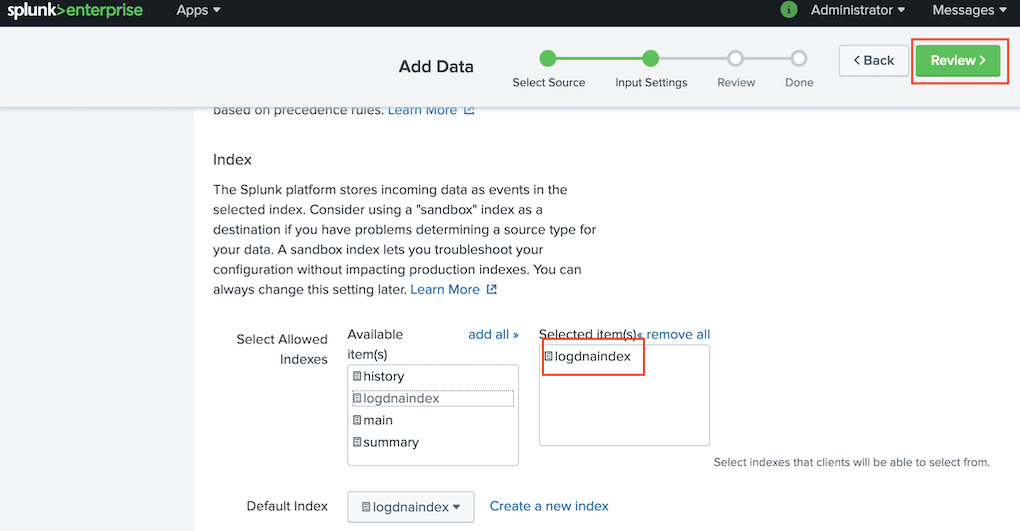 splunk>enterprise Apps i Administrator Messages
Add Data
Select Source Input Settings Review Done
< Back
Review >
based on precedence rules. Learn More
Index
The Splunk platform stores incoming data as events in the
selected index. Consider using a "sandbox" index as a
destination if you have problems determining a source type for
your data. A sandbox index lets you troubleshoot your
configuration without impacting production indexes. You can
always change this setting later. Learn More
Select Allowed
Indexes
Available
item(s)
add all »
history
logdnaindex
main
summary
Selected item(s)
« remove all
logdnaindex
Select indexes that clients will be able to select from.
Default Index logdnaindex Create a new index